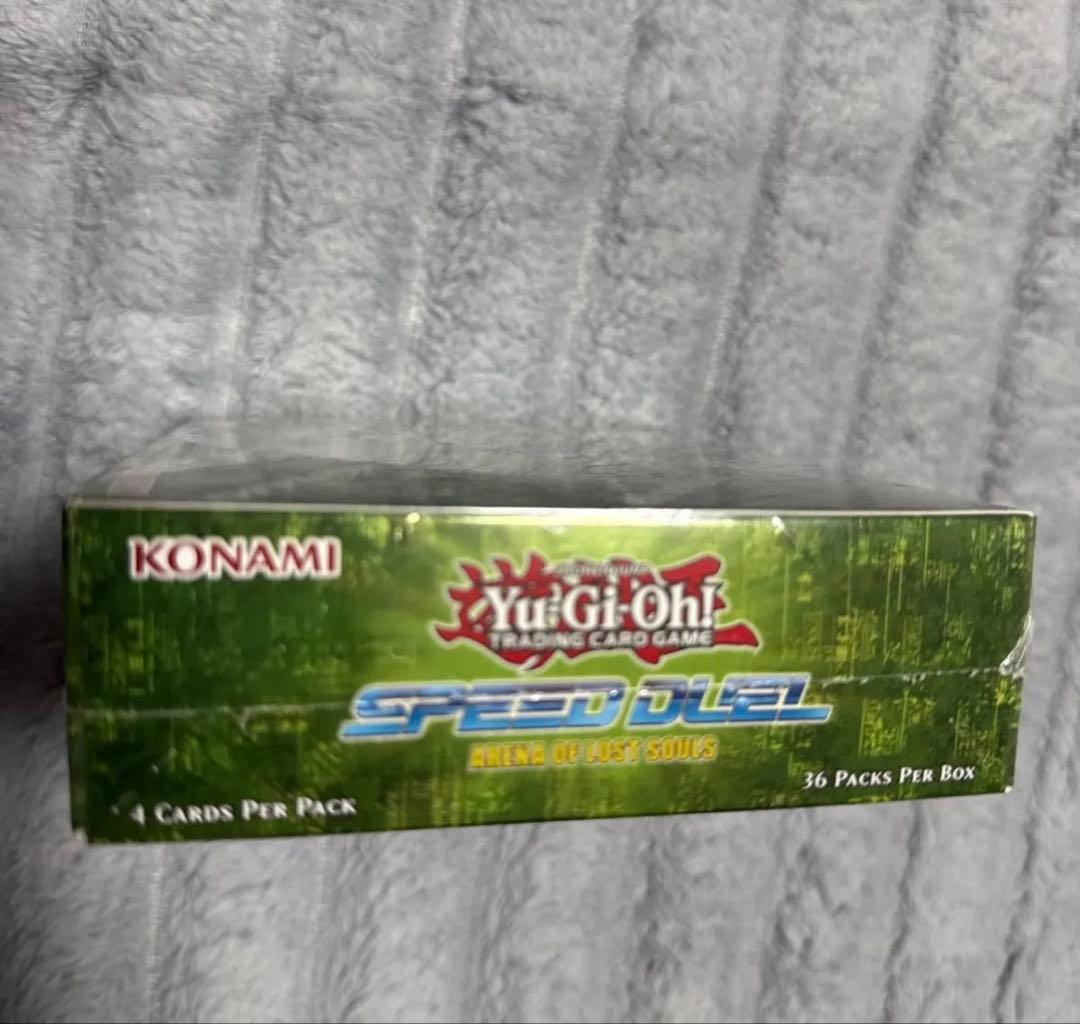 KONAMI
Yu-Gi-Oh!
TRADING CARD GAME
SPEED DUEL
ARENA OF LOST SOULS
36 PACKS PER BOX
4 CARDS PER PACK